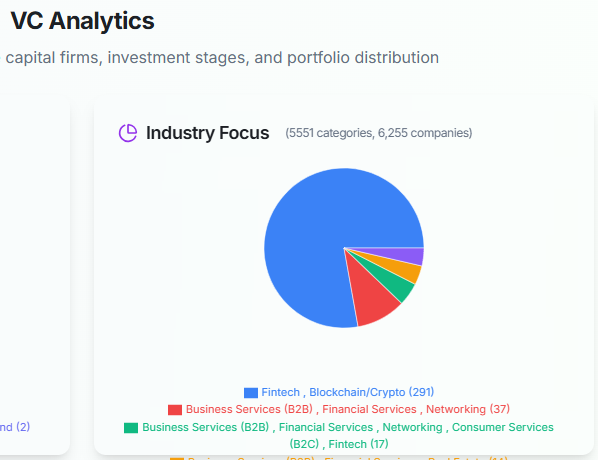 VC Analytics
capital firms, investment stages, and portfolio distribution
Industry Focus (5551 categories, 6,255 companies)
Fintech , Blockchain/Crypto (291)
Business Services (B2B) , Financial Services , Networking (37)
Business Services (B2B) , Financial Services , Networking , Consumer Services
(B2C) , Fintech (17)
nd (2)